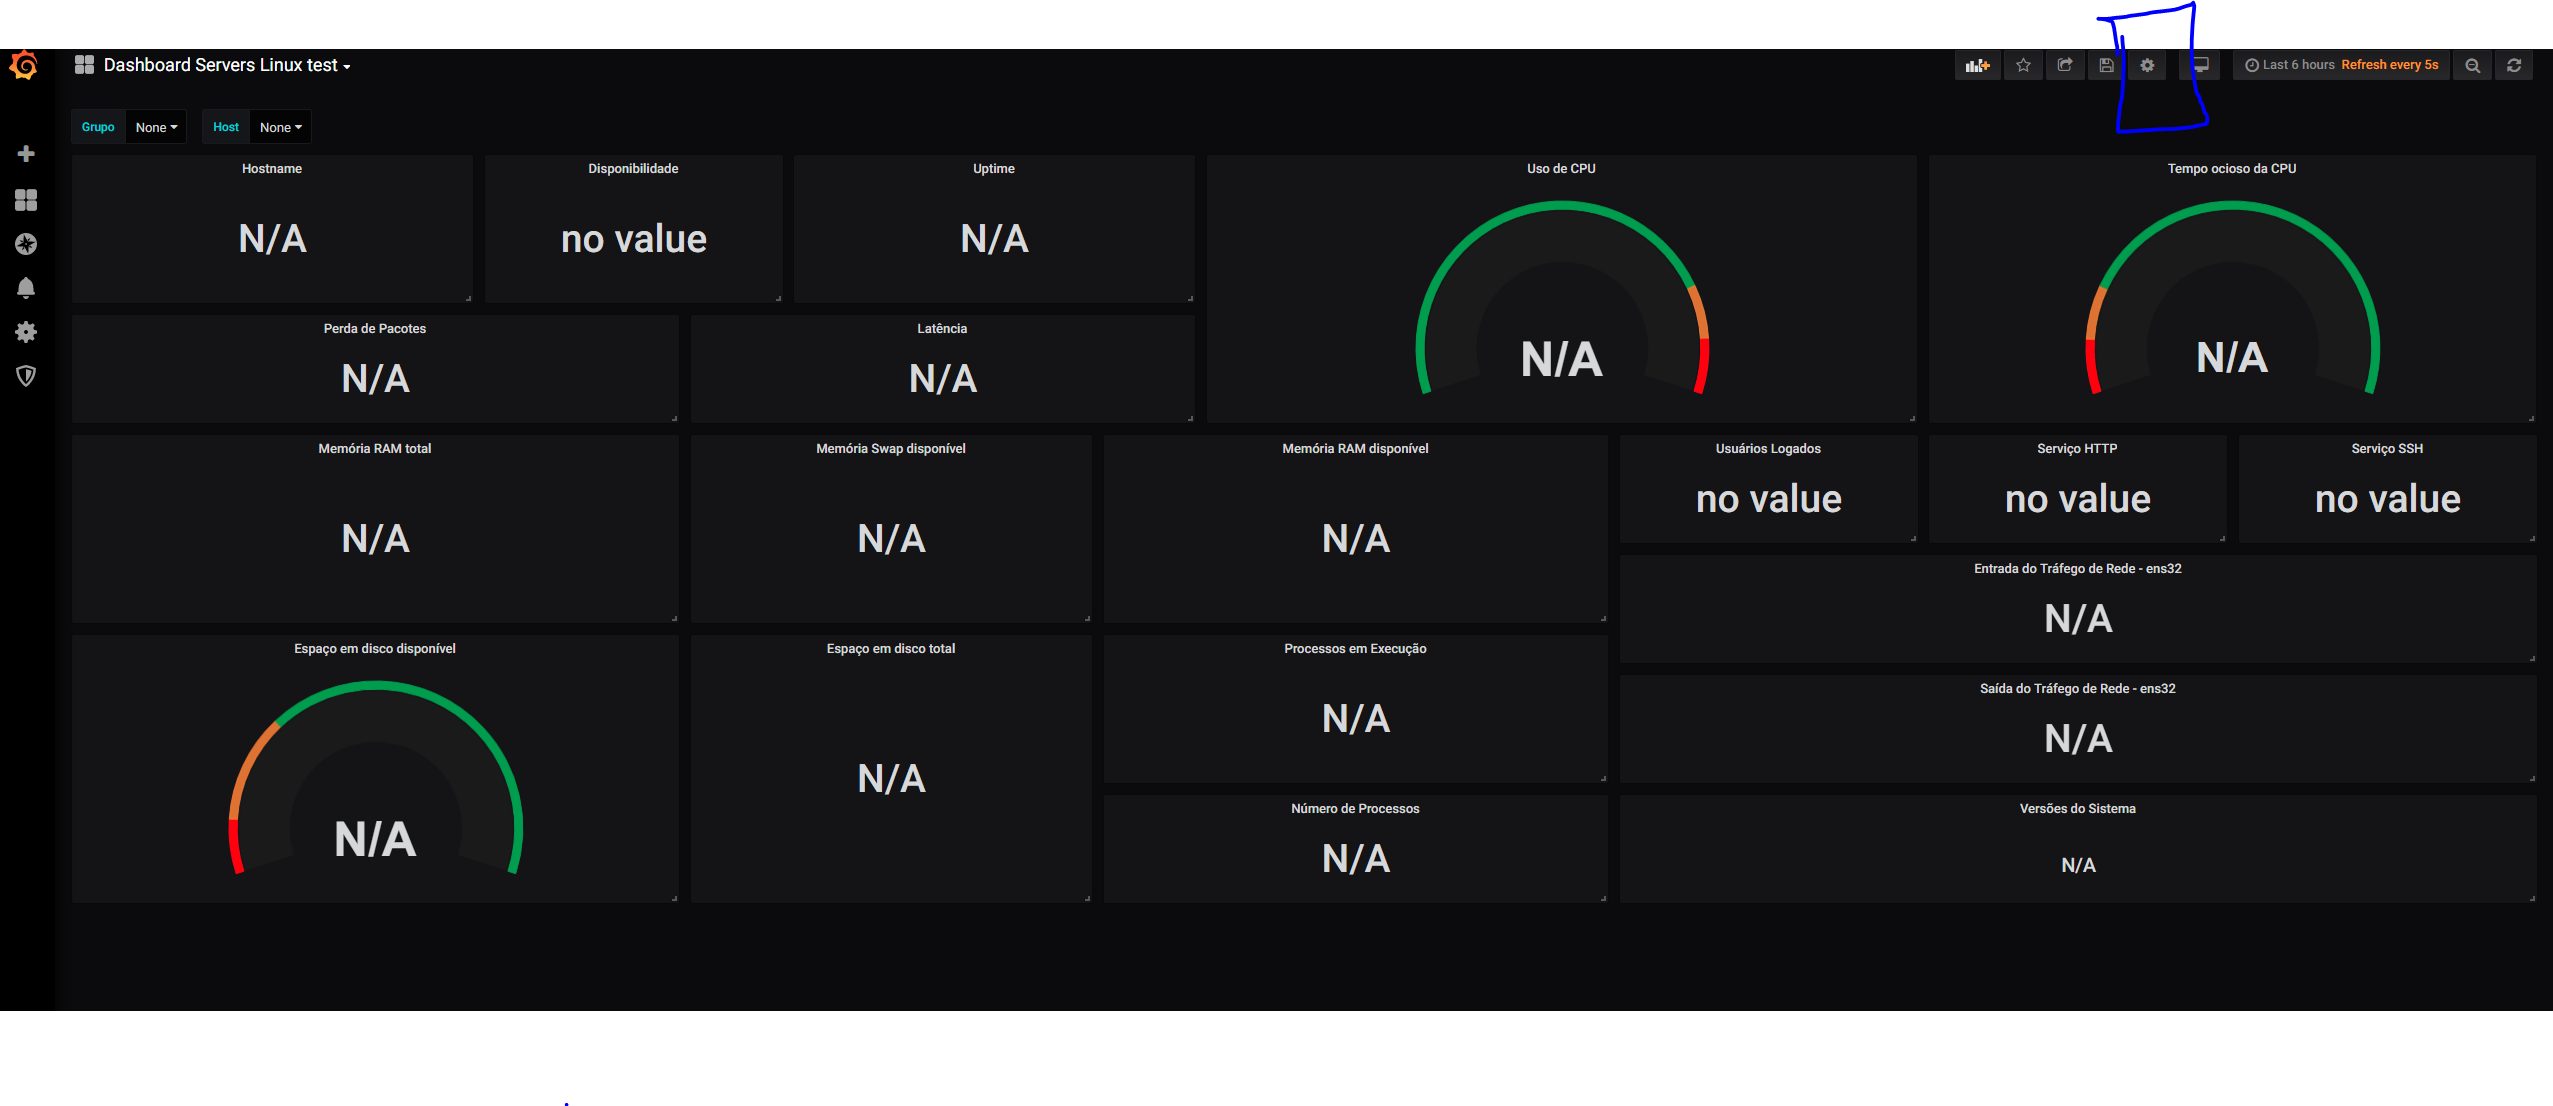 Dashboard Servers Linux test
Last 6 hours Refresh every 5s
Grupo None Host None
Hostname
N/A
Disponibilidade
no value
Uptime
N/A
Uso de CPU
N/A
Tempo ocioso da CPU
N/A
Perda de Pacotes
N/A
Latência
N/A
Memória RAM total
N/A
Memória Swap disponível
N/A
Memória RAM disponível
N/A
Usuários Logados
no value
Serviço HTTP
no value
Serviço SSH
no value
Entrada do Tráfego de Rede - ens32
N/A
Espaço em disco disponível
N/A
Espaço em disco total
N/A
Processos em Execução
N/A
Saída do Tráfego de Rede - ens32
N/A
Número de Processos
N/A
Versões do Sistema
N/A